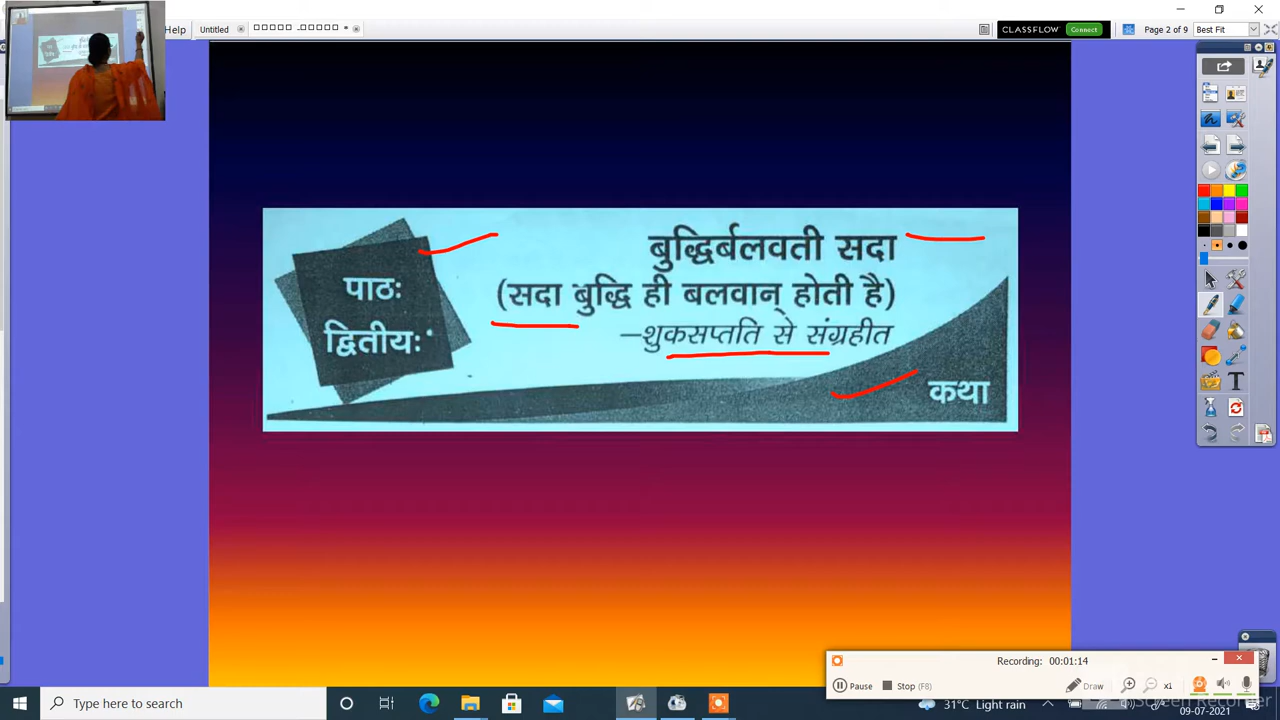 Help
Untitled
CLASSFLOW Connect
Page 2 of 9
Best Fit
पाठः
द्वितीयः
बुद्धिर्बलवती सदा
(सदा बुद्धि ही बलवान् होती है)
–शुकसप्तति से संग्रहीत
कथा
Recording: 00:01:14
Pause
Stop (F8)
Draw
x1
Type here to search
31°C Light rain
09-07-2021